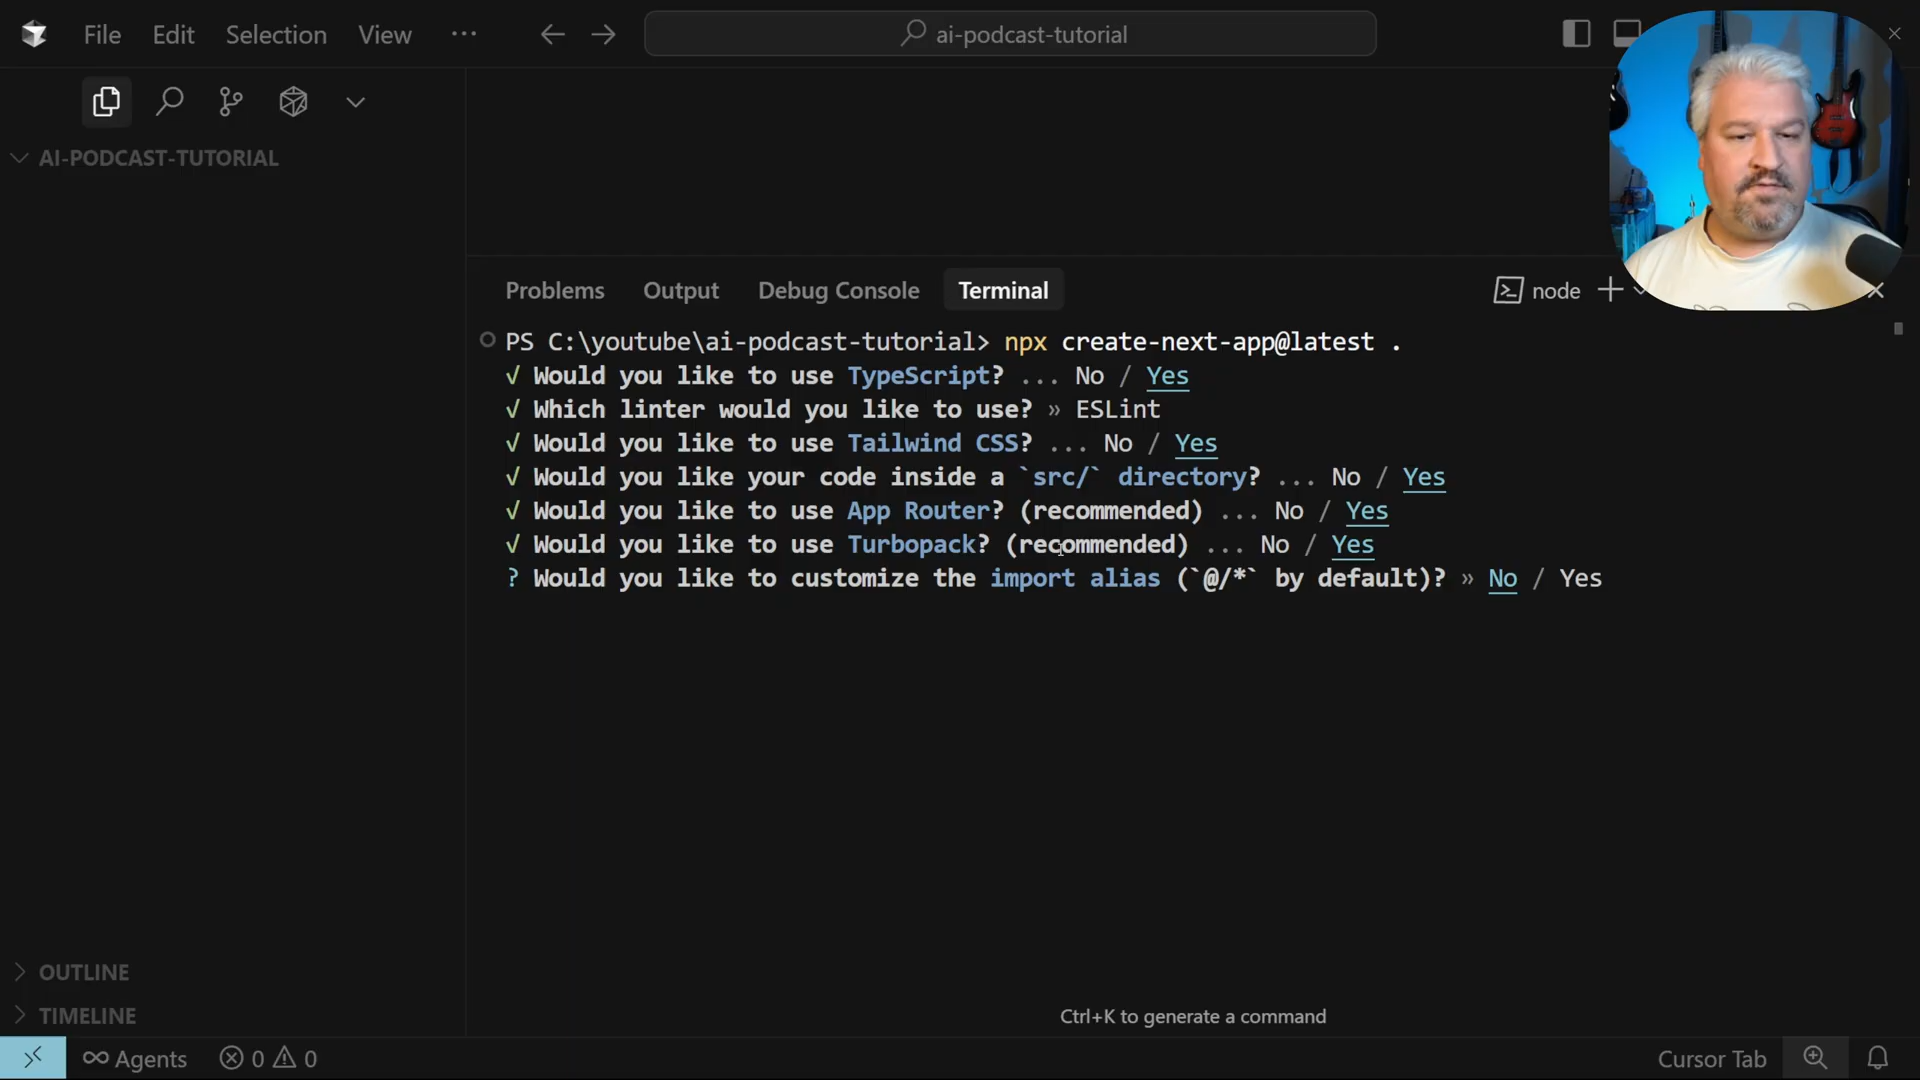 File Edit Selection View ···
ai-podcast-tutorial
AI-PODCAST-TUTORIAL
Problems Output Debug Console Terminal
node
PS C:\youtube\ai-podcast-tutorial> npx create-next-app@latest .
√ Would you like to use TypeScript? ... No / Yes
√ Which linter would you like to use? » ESLint
√ Would you like to use Tailwind CSS? ... No / Yes
√ Would you like your code inside a `src/` directory? ... No / Yes
√ Would you like to use App Router? (recommended) ... No / Yes
√ Would you like to use Turbopack? (recommended) ... No / Yes
? Would you like to customize the import alias (`@/*` by default)? » No / Yes
OUTLINE
TIMELINE
Ctrl+K to generate a command
Agents 0 0
Cursor Tab